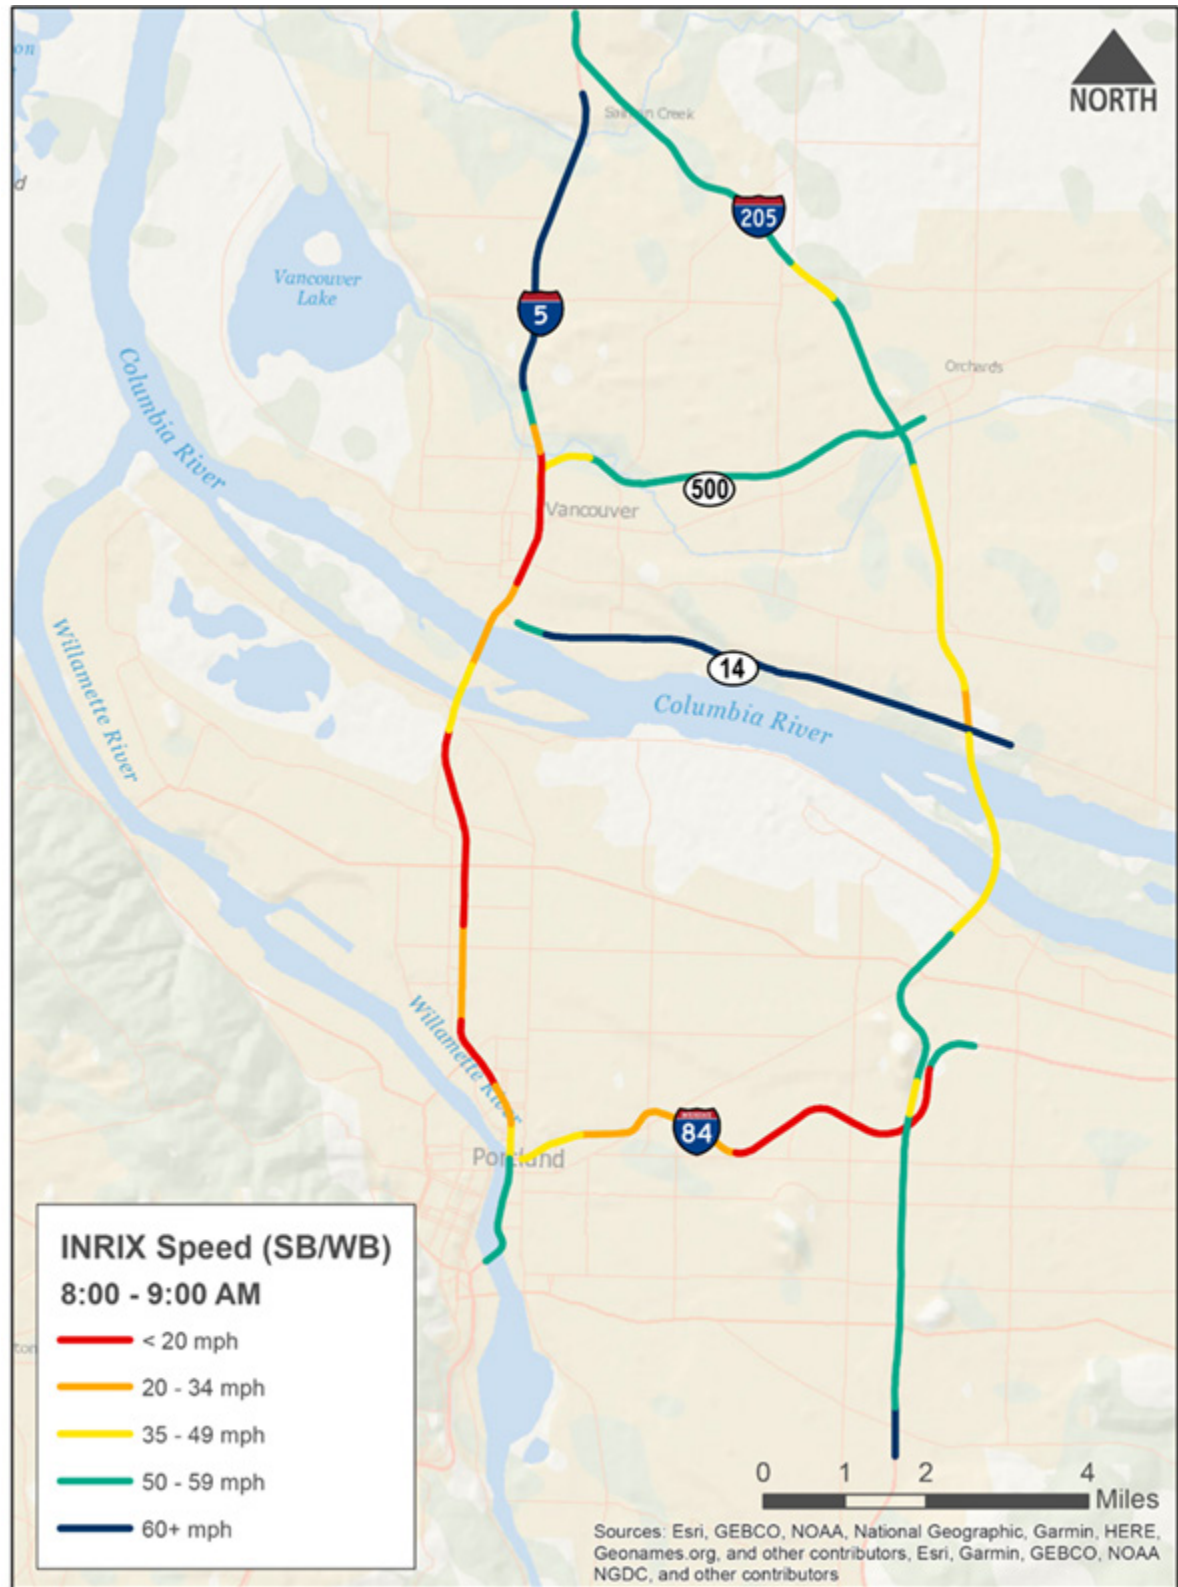 on
d
NORTH
Salmon Creek
205
Vancouver
Lake
5
Columbia River
Orchards
500
Vancouver
14
Columbia River
Willamette River
Willamette River
84
Portland
INRIX Speed (SB/WB)
8:00 - 9:00 AM
< 20 mph
20 - 34 mph
35 - 49 mph
50 - 59 mph
60+ mph
ton
0 1 2 4
Miles
Sources: Esri, GEBCO, NOAA, National Geographic, Garmin, HERE,
Geonames.org, and other contributors, Esri, Garmin, GEBCO, NOAA
NGDC, and other contributors